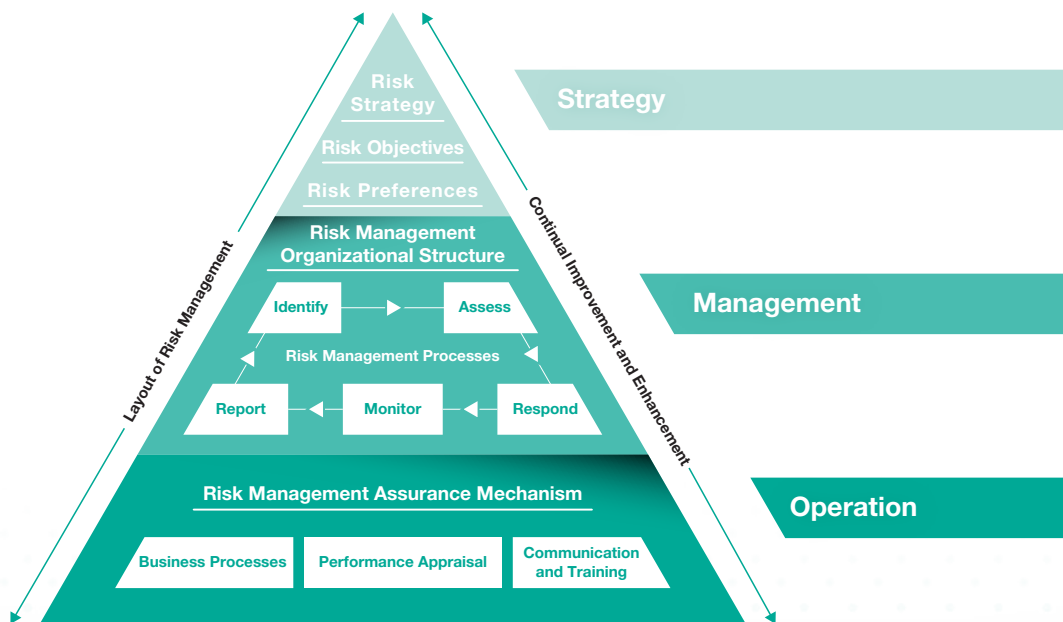 Risk
Strategy
Risk Objectives
Risk Preferences
Strategy
Risk Management
Organizational Structure
Identify
Assess
Risk Management Processes
Report
Monitor
Respond
Management
Layout of Risk Management
Continual Improvement and Enhancement
Risk Management Assurance Mechanism
Business Processes
Performance Appraisal
Communication
and Training
Operation